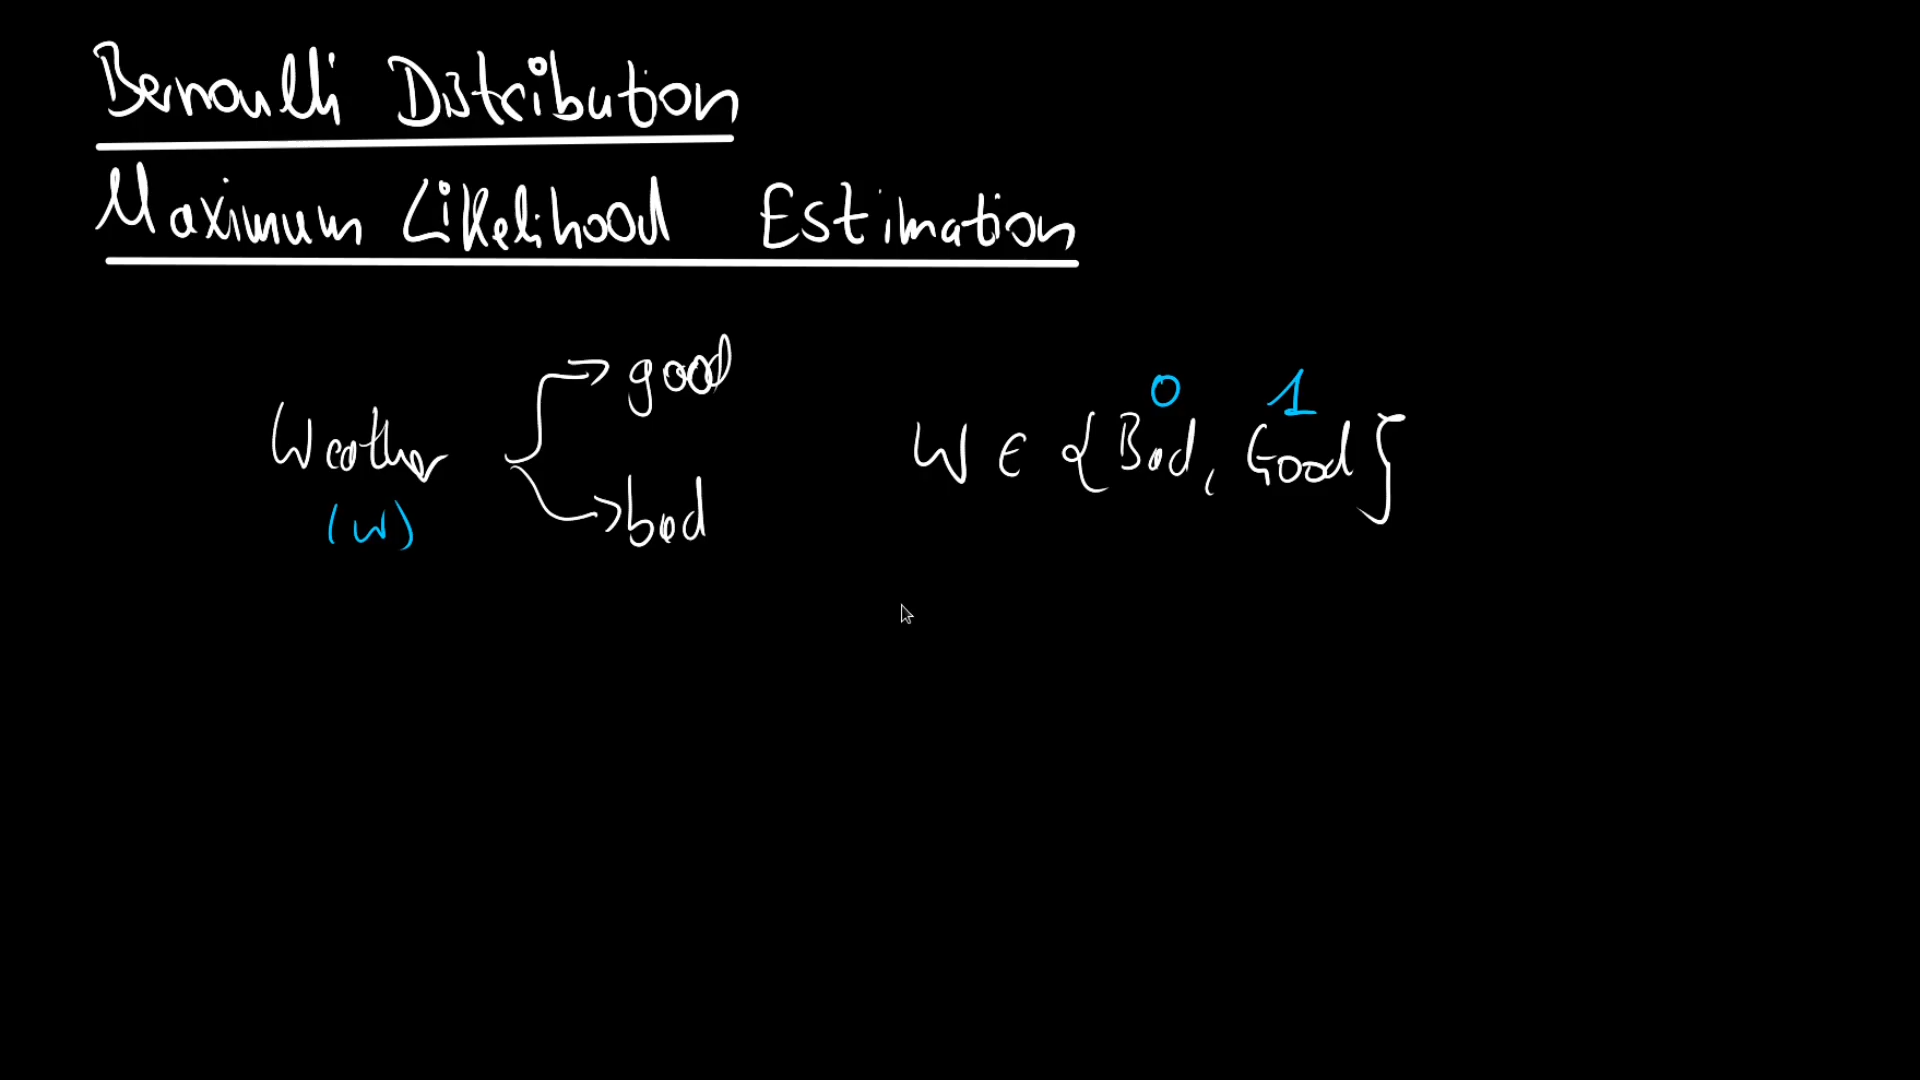 Bernoulli Distribution
Maximum Likelihood Estimation
Weather
(W)
good
bad
0 1
W ∈ {Bad, Good}